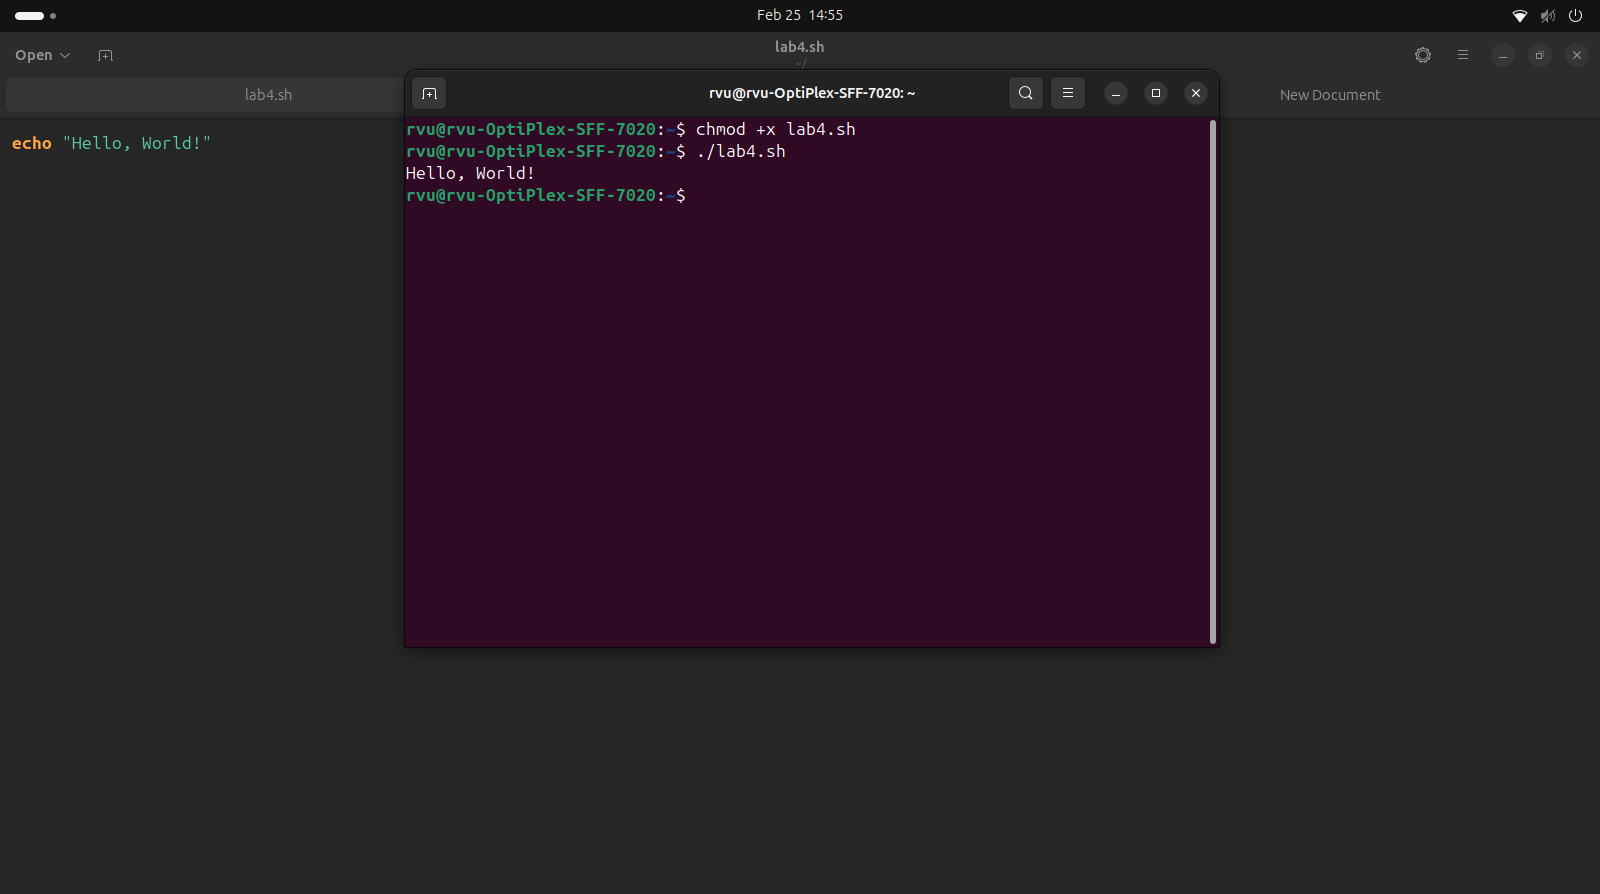 Feb 25 14:55
Open
lab4.sh
~/
lab4.sh
New Document
echo "Hello, World!"
rvu@rvu-OptiPlex-SFF-7020: ~
rvu@rvu-OptiPlex-SFF-7020:~$ chmod +x lab4.sh
rvu@rvu-OptiPlex-SFF-7020:~$ ./lab4.sh
Hello, World!
rvu@rvu-OptiPlex-SFF-7020:~$